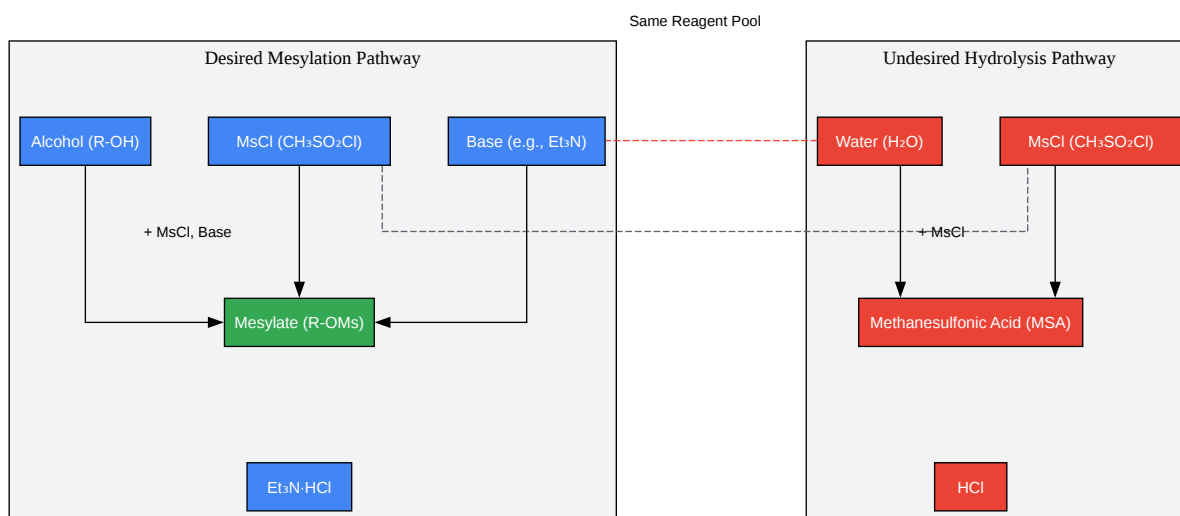 Same Reagent Pool
Desired Mesylation Pathway
Undesired Hydrolysis Pathway
Alcohol (R-OH)
MsCl (CH₃SO₂Cl)
Base (e.g., Et₃N)
Water (H₂O)
MsCl (CH₃SO₂Cl)
+ MsCl, Base
+ MsCl
Mesylate (R-OMs)
Methanesulfonic Acid (MSA)
Et₃N·HCl
HCl